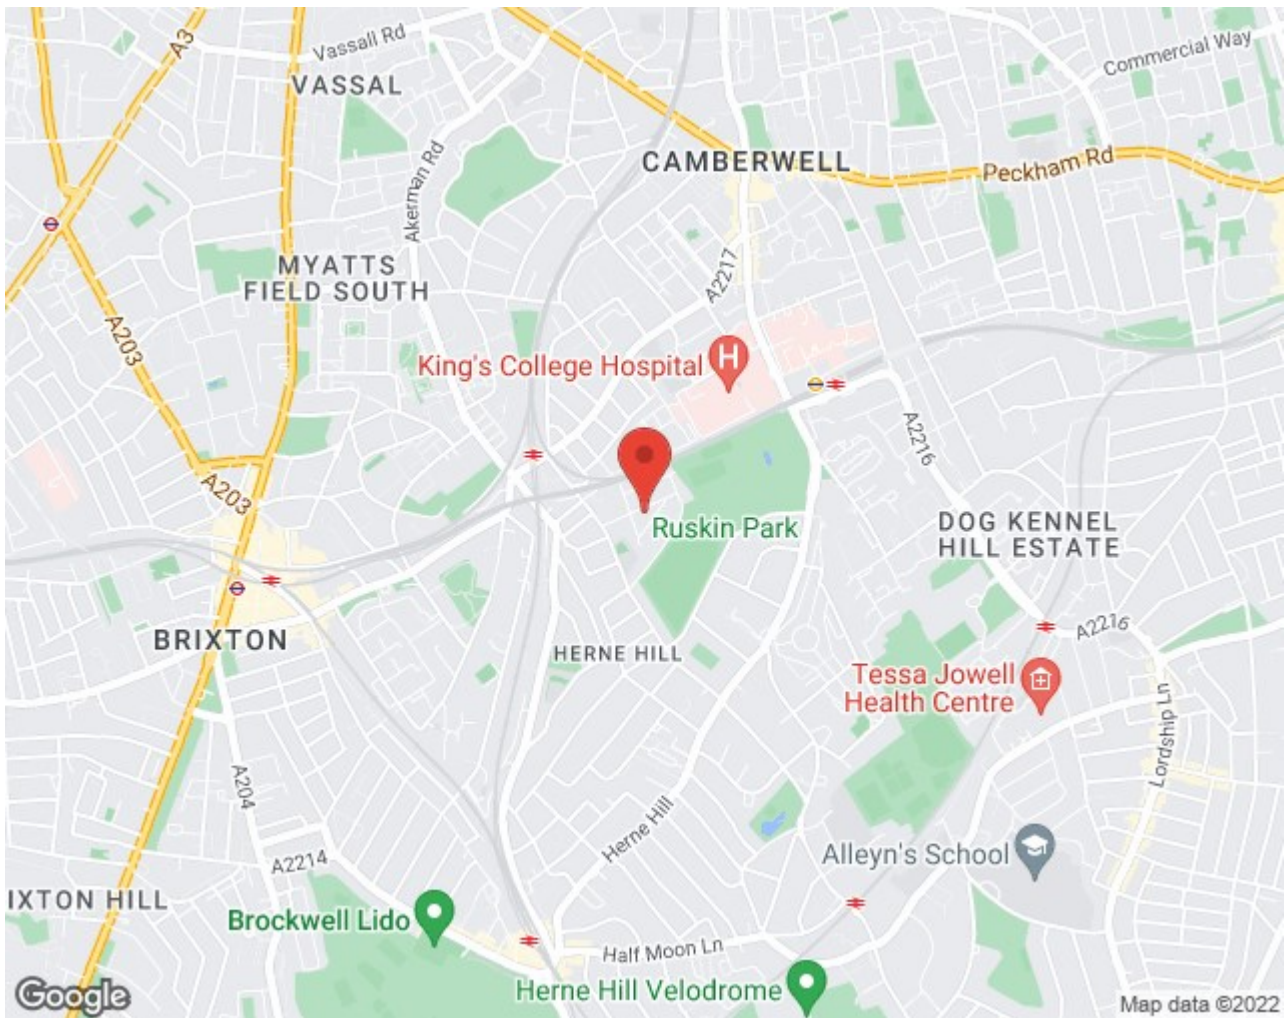 A3
Vassall Rd
VASSAL
Commercial Way
CAMBERWELL
Peckham Rd
Akerman Rd
MYATTS
FIELD SOUTH
A2217
A203
King's College Hospital
H
A2216
A203
Ruskin Park
DOG KENNEL
HILL ESTATE
BRIXTON
HERNE HILL
A2216
Tessa Jowell
Health Centre
Lordship Ln
A204
Herne Hill
A2214
Alleyn's School
IXTON HILL
Brockwell Lido
Half Moon Ln
Herne Hill Velodrome
Google
Map data ©2022